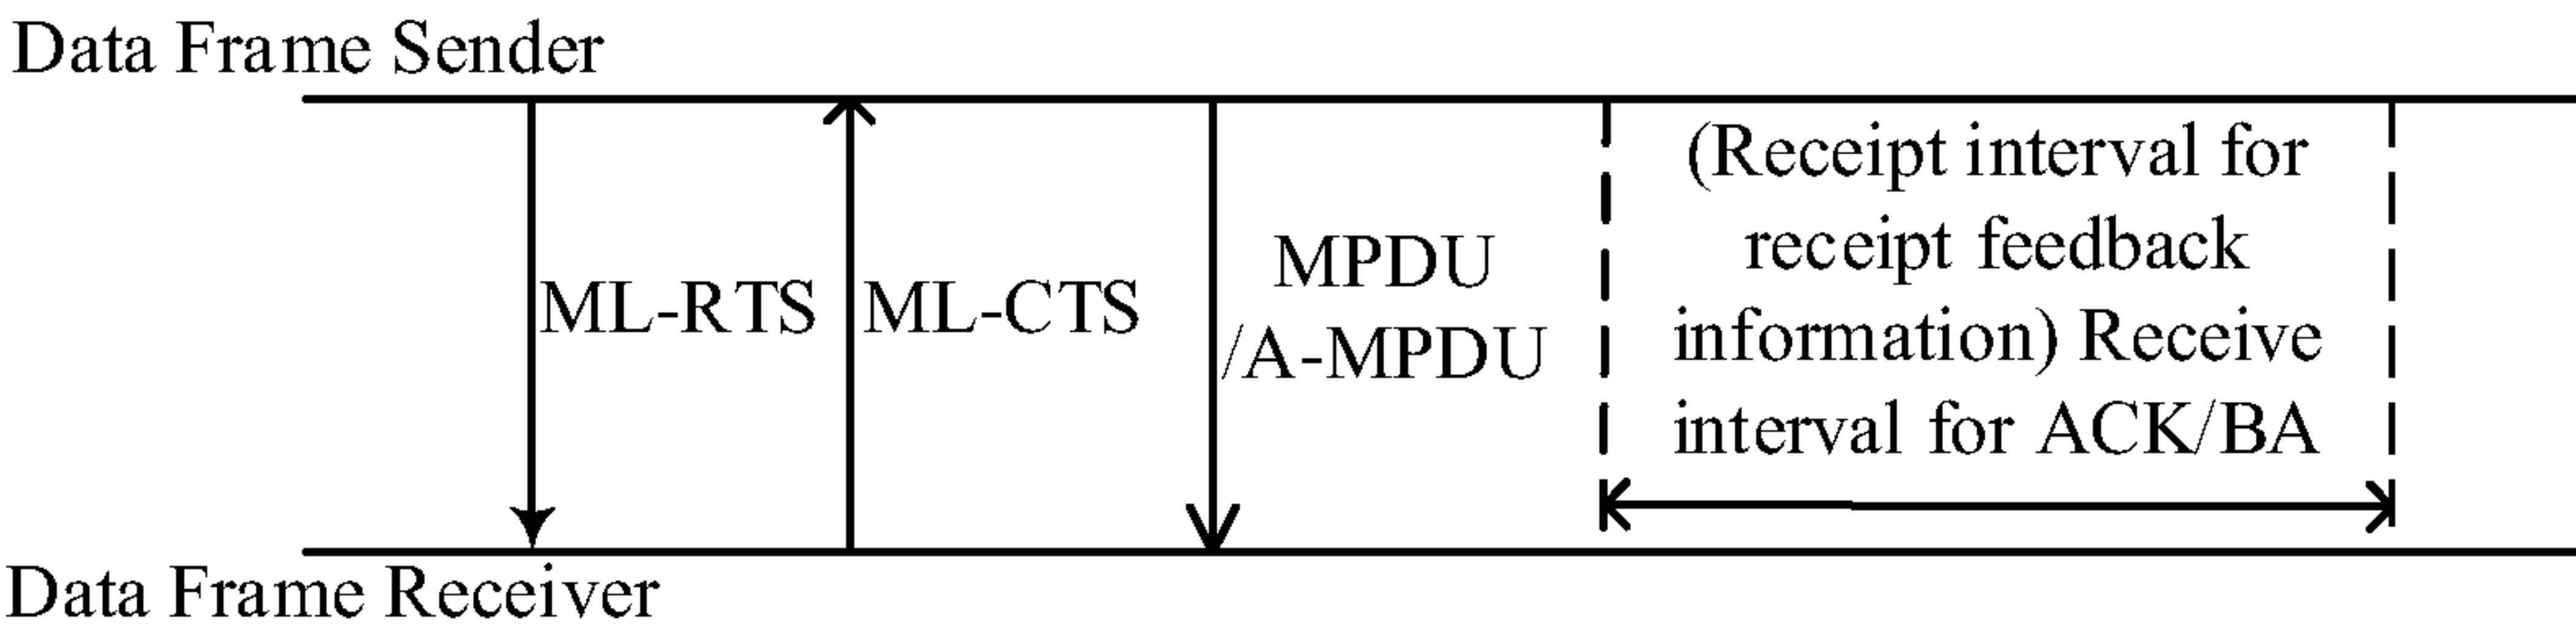 Data Frame Sender
ML-RTS
ML-CTS
MPDU
/A-MPDU
(Receipt interval for
receipt feedback
information) Receive
interval for ACK/BA
Data Frame Receiver